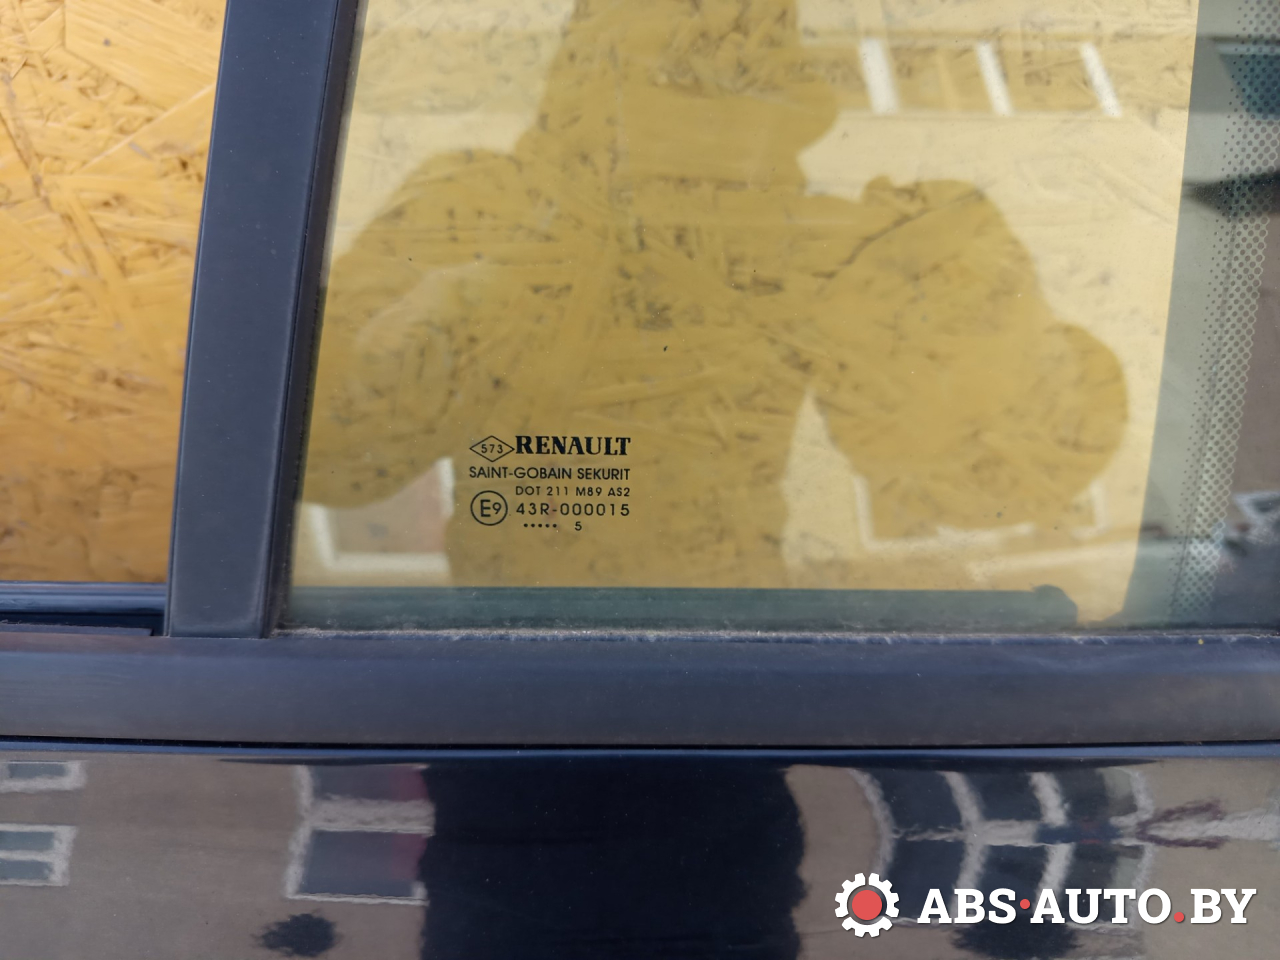 573 RENAULT
SAINT-GOBAIN SEKURIT
DOT 211 M89 AS2
E9 43R-000015
••••• 5
ABS·AUTO.BY